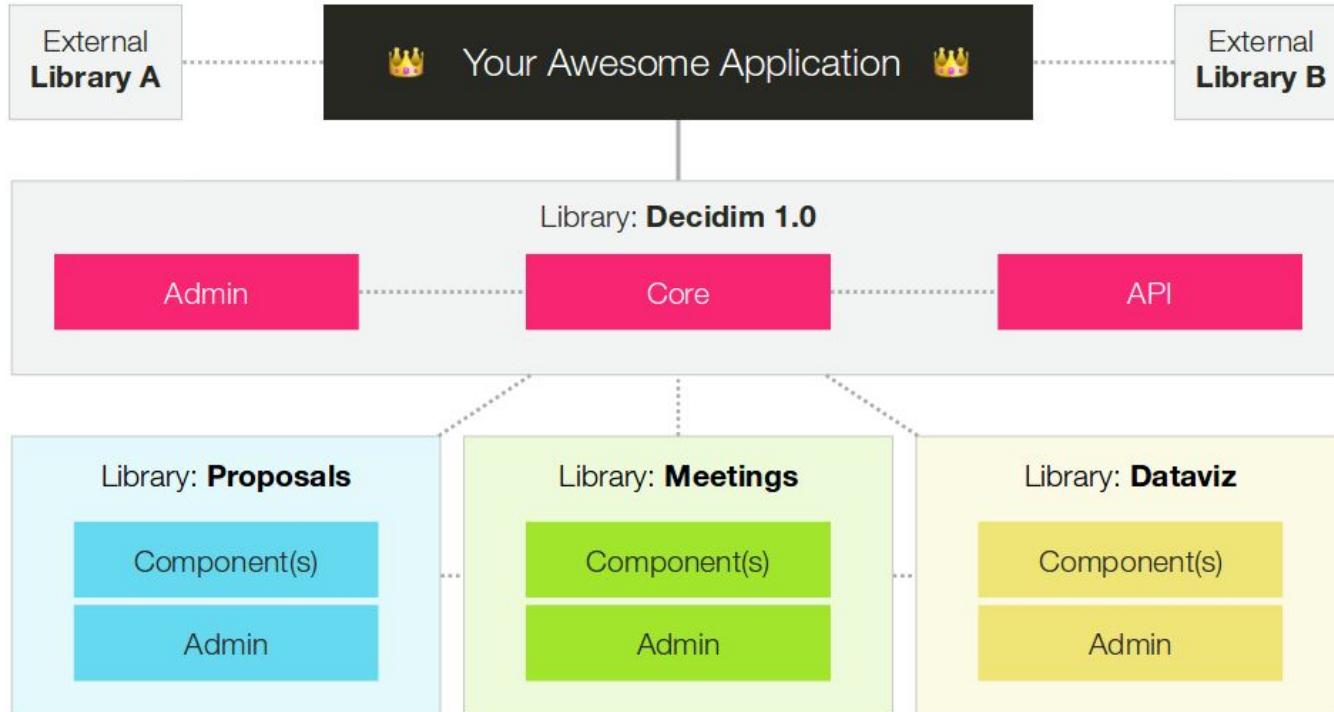 External
Library A
👑 Your Awesome Application 👑
External
Library B
Library: Decidim 1.0
Admin
Core
API
Library: Proposals
Component(s)
Admin
Library: Meetings
Component(s)
Admin
Library: Dataviz
Component(s)
Admin